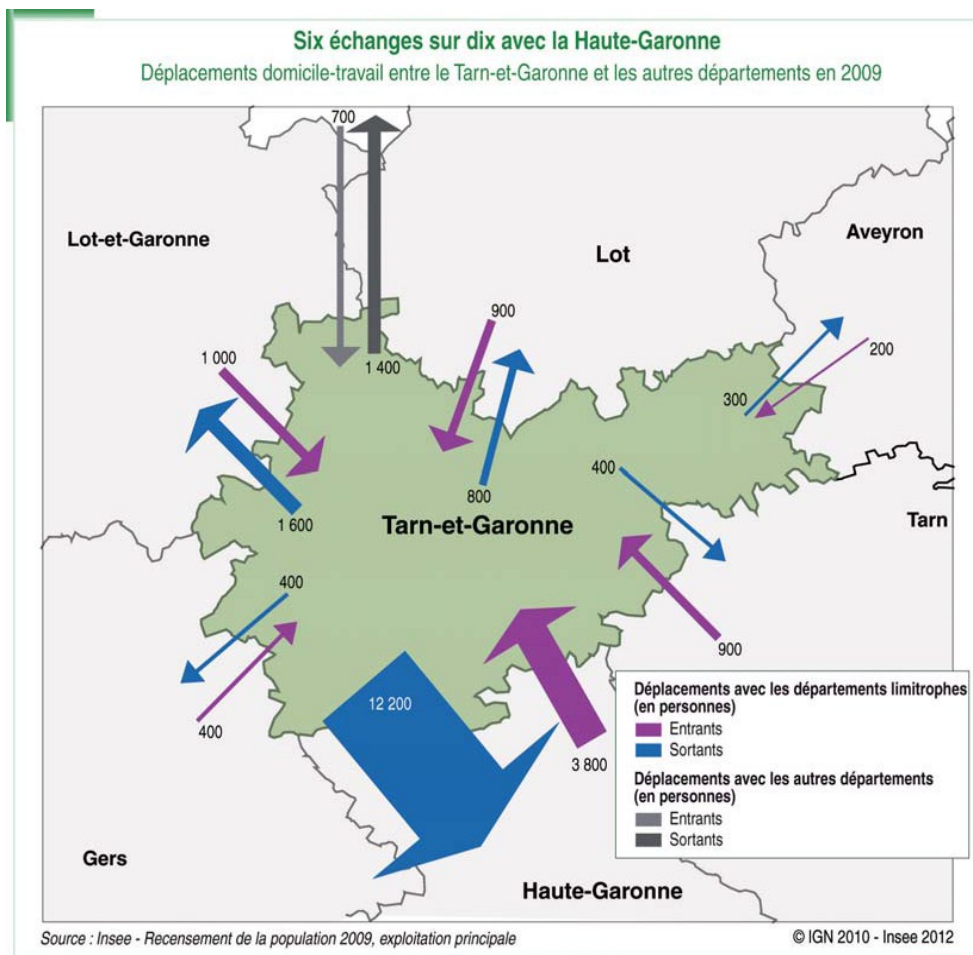 Six échanges sur dix avec la Haute-Garonne
Déplacements domicile-travail entre le Tarn-et-Garonne et les autres départements en 2009
700
Lot-et-Garonne
Lot
Aveyron
900
1 000
1 400
200
300
400
800
1 600
Tarn-et-Garonne
Tarn
400
900
12 200
400
3 800
Déplacements avec les départements limitrophes
(en personnes)
Entrants
Sortants
Déplacements avec les autres départements
(en personnes)
Entrants
Sortants
Gers
Haute-Garonne
Source : Insee - Recensement de la population 2009, exploitation principale
© IGN 2010 - Insee 2012